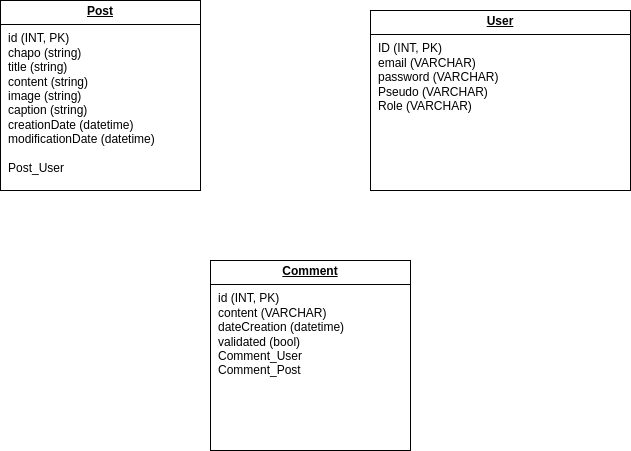 Post
id (INT, PK)
chapo (string)
title (string)
content (string)
image (string)
caption (string)
creationDate (datetime)
modificationDate (datetime)
Post_User
User
ID (INT, PK)
email (VARCHAR)
password (VARCHAR)
Pseudo (VARCHAR)
Role (VARCHAR)
Comment
id (INT, PK)
content (VARCHAR)
dateCreation (datetime)
validated (bool)
Comment_User
Comment_Post